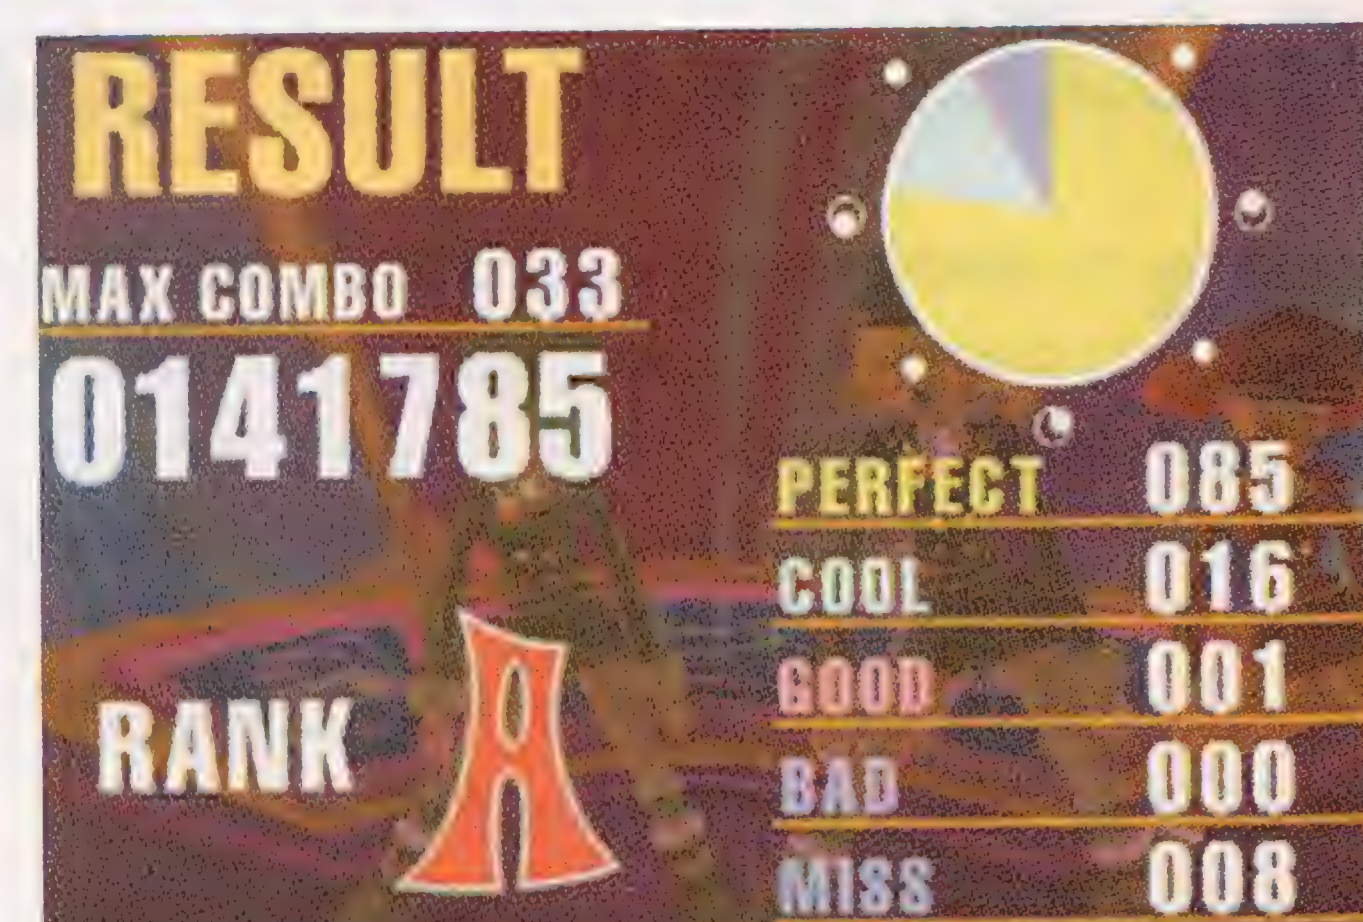 RESULT
MAX COMBO 033
0141785
RANK A
PERFECT 085
COOL 016
GOOD 001
BAD 000
MISS 008